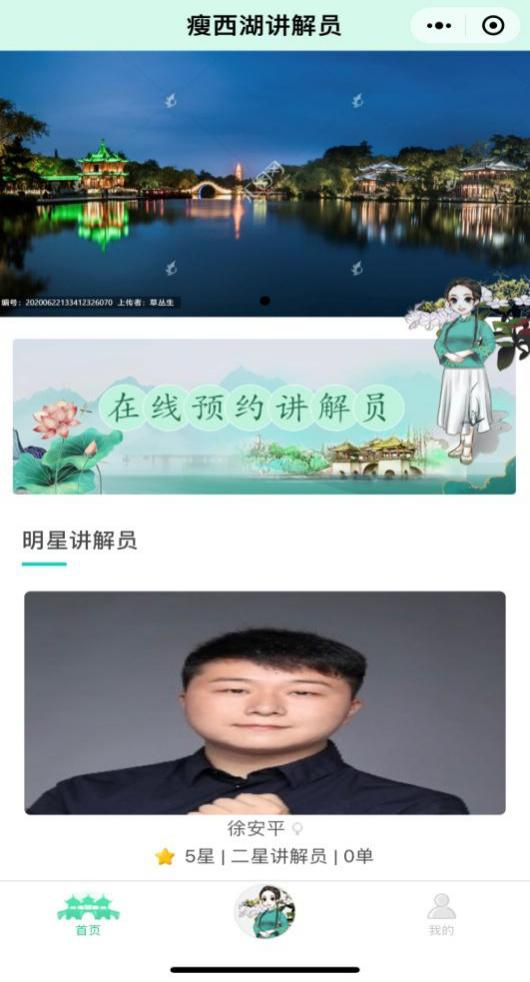 瘦西湖讲解员
编号：20200622133412326070 上传者：草丛生
在线预约讲解员
明星讲解员
徐安平
5星 | 二星讲解员 | 0单
首页
我的